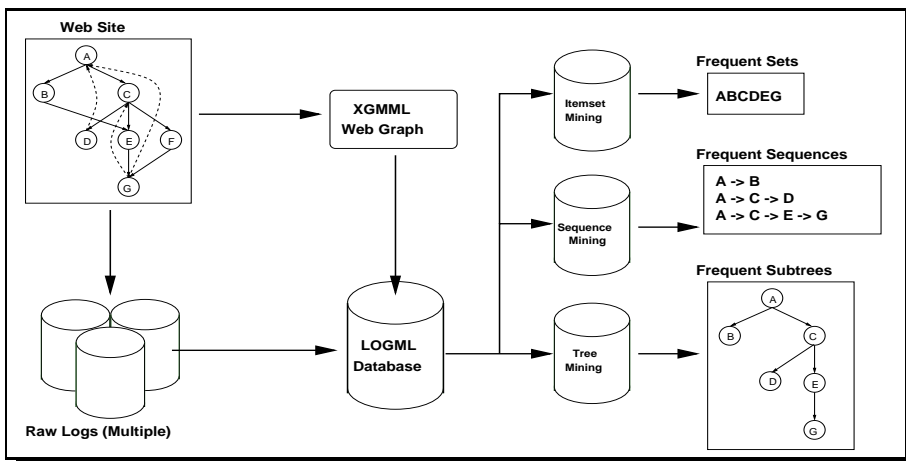 Web Site
A
B
C
D
E
F
G
XGMML
Web Graph
Raw Logs (Multiple)
LOGML
Database
Itemset
Mining
Sequence
Mining
Tree
Mining
Frequent Sets
ABCDEG
Frequent Sequences
A -> B
A -> C -> D
A -> C -> E -> G
Frequent Subtrees
A
B
C
D
E
G